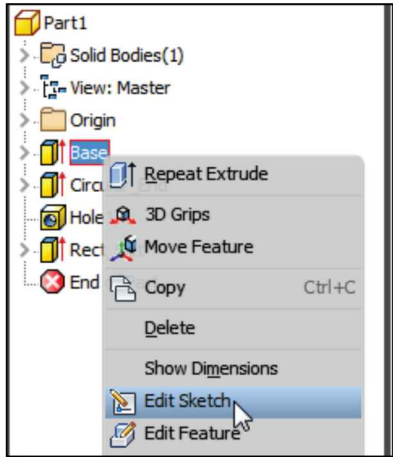 Part1
Solid Bodies(1)
View: Master
Origin
Base
Repeat Extrude
3D Grips
Hole
Move Feature
End
Copy Ctrl+C
Delete
Show Dimensions
Edit Sketch
Edit Feature